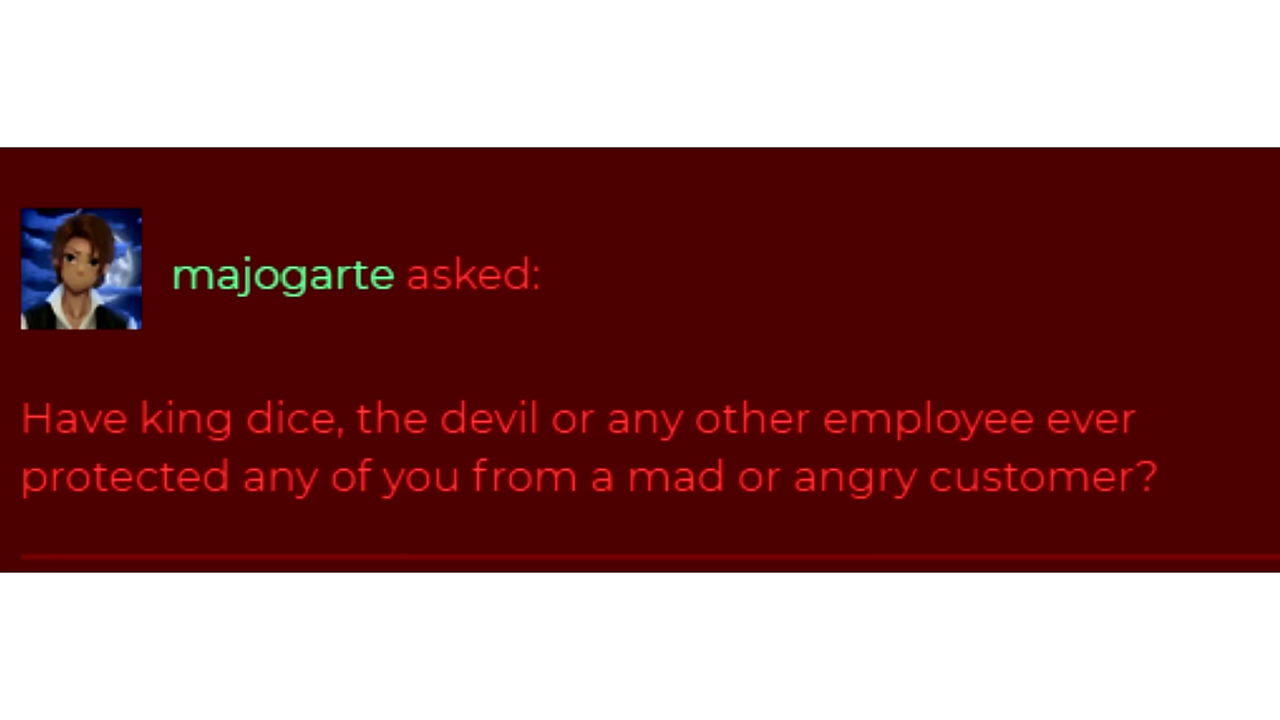 majogarte asked:
Have king dice, the devil or any other employee ever
protected any of you from a mad or angry customer?